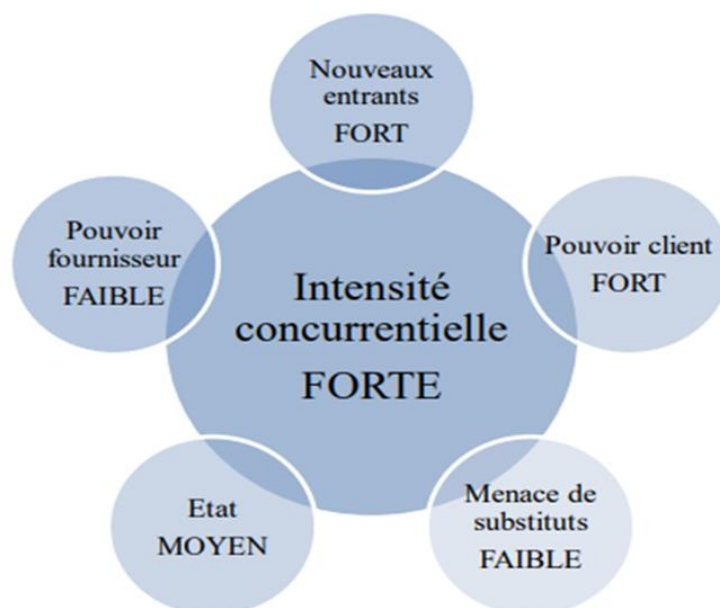 Nouveaux
entrants
FORT
Pouvoir
fournisseur
FAIBLE
Pouvoir client
FORT
Intensité
concurrentielle
FORTE
Etat
MOYEN
Menace de
substituts
FAIBLE